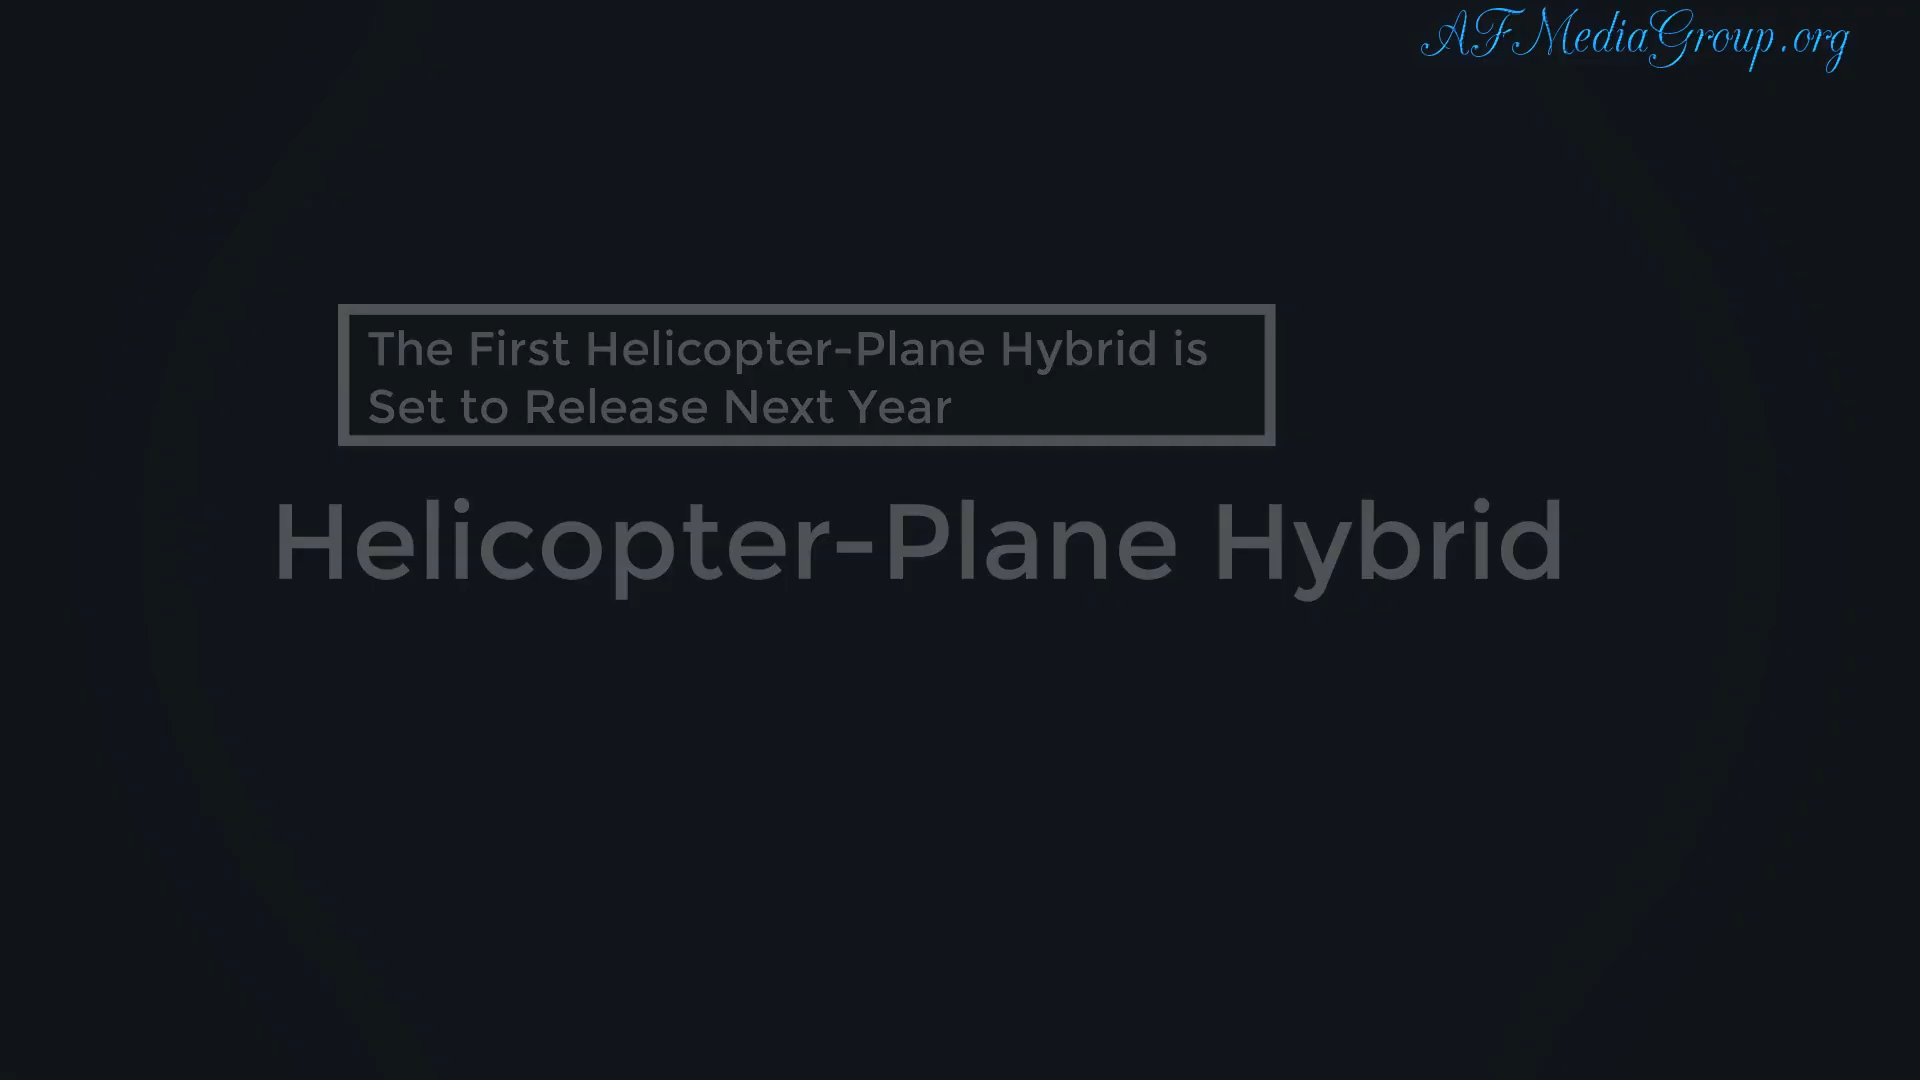 AFMediaGroup.org
The First Helicopter-Plane Hybrid is
Set to Release Next Year
Helicopter-Plane Hybrid